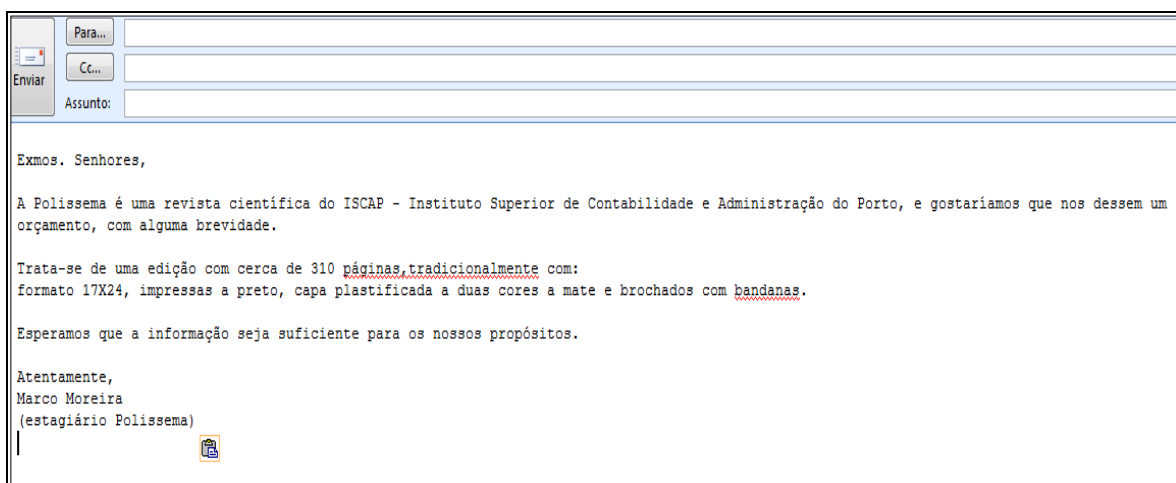 Para...
Cc...
Enviar
Assunto:
Exmos. Senhores,
A Polissema é uma revista científica do ISCAP - Instituto Superior de Contabilidade e Administração do Porto, e gostaríamos que nos dessem um
orçamento, com alguma brevidade.
Trata-se de uma edição com cerca de 310 páginas,tradicionalmente com:
formato 17X24, impressas a preto, capa plastificada a duas cores a mate e brochados com bandanas.
Esperamos que a informação seja suficiente para os nossos propósitos.
Atentamente,
Marco Moreira
(estagiário Polissema)